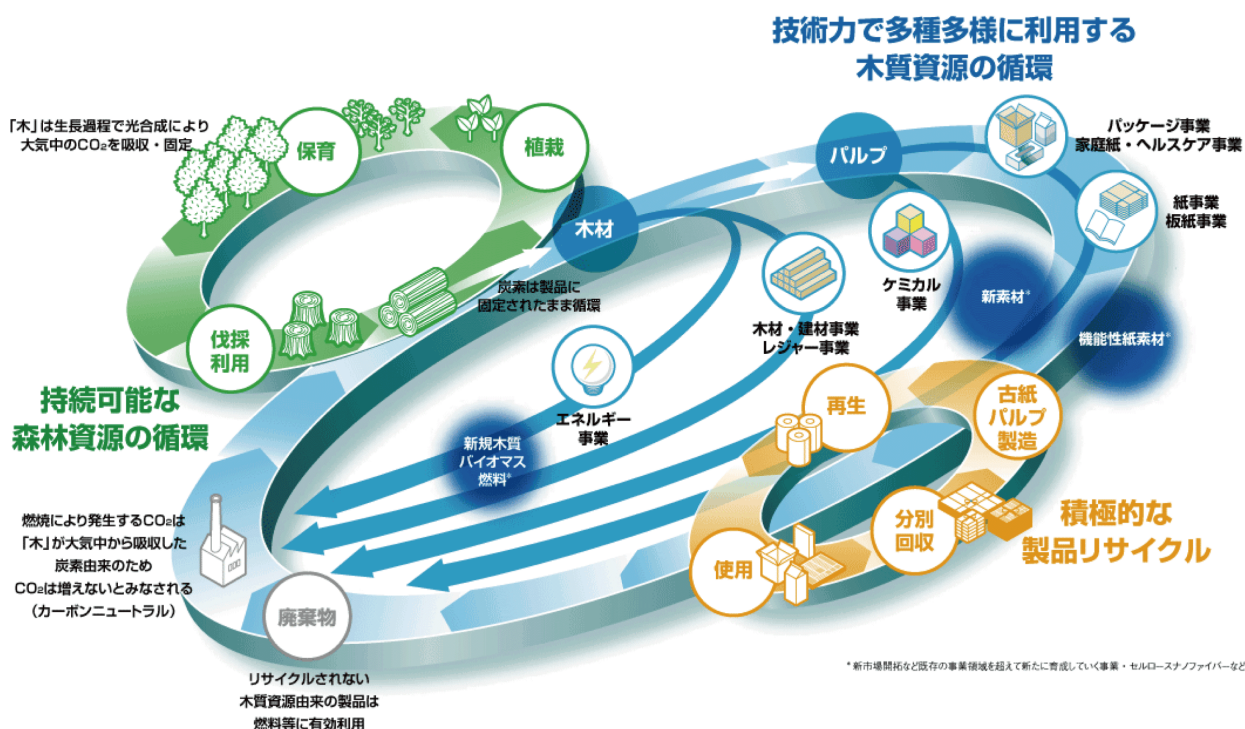 技術力で多種多様に利用する
木質資源の循環
「木」は生長過程で光合成により
大気中のCO₂を吸収・固定
保育
植栽
伐採
利用
持続可能な
森林資源の循環
木材
炭素は製品に
固定されたまま循環
パルプ
パッケージ事業
家庭紙・ヘルスケア事業
紙事業
板紙事業
ケミカル
事業
新素材*
機能性紙素材*
木材・建材事業
レジャー事業
エネルギー
事業
新規木質
バイオマス
燃料*
再生
古紙
パルプ
製造
分別
回収
使用
積極的な
製品リサイクル
燃焼により発生するCO₂は
「木」が大気中から吸収した
炭素由来のため
CO₂は増えないとみなされる
（カーボンニュートラル）
廃棄物
リサイクルされない
木質資源由来の製品は
燃料等に有効利用
* 新市場開拓など既存の事業領域を超えて新たに育成していく事業・セルロースナノファイバーなど